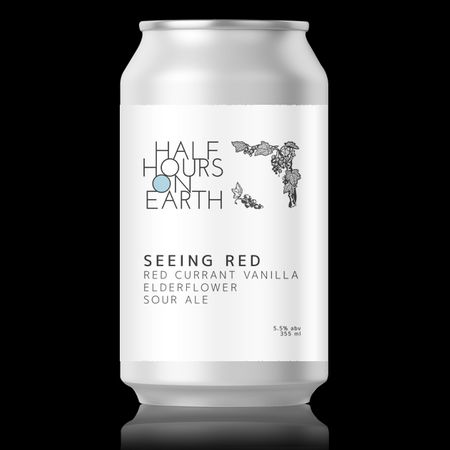 HALF
HOURS
ON
EARTH
SEEING RED
RED CURRANT VANILLA
ELDERFLOWER
SOUR ALE
5.5% abv
355 ml